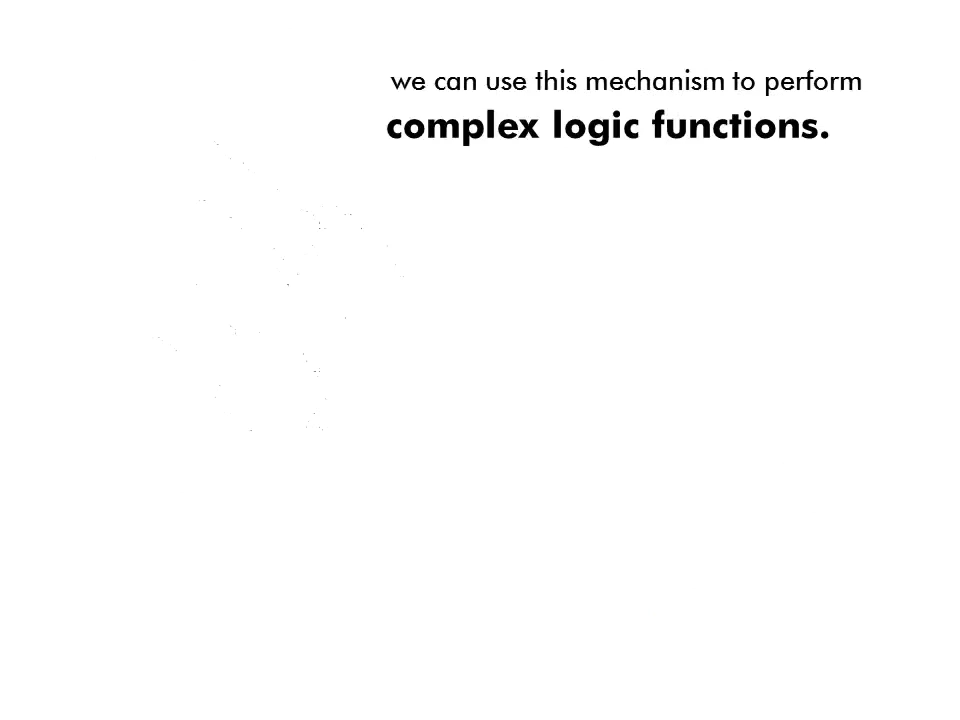 we can use this mechanism to perform
complex logic functions.